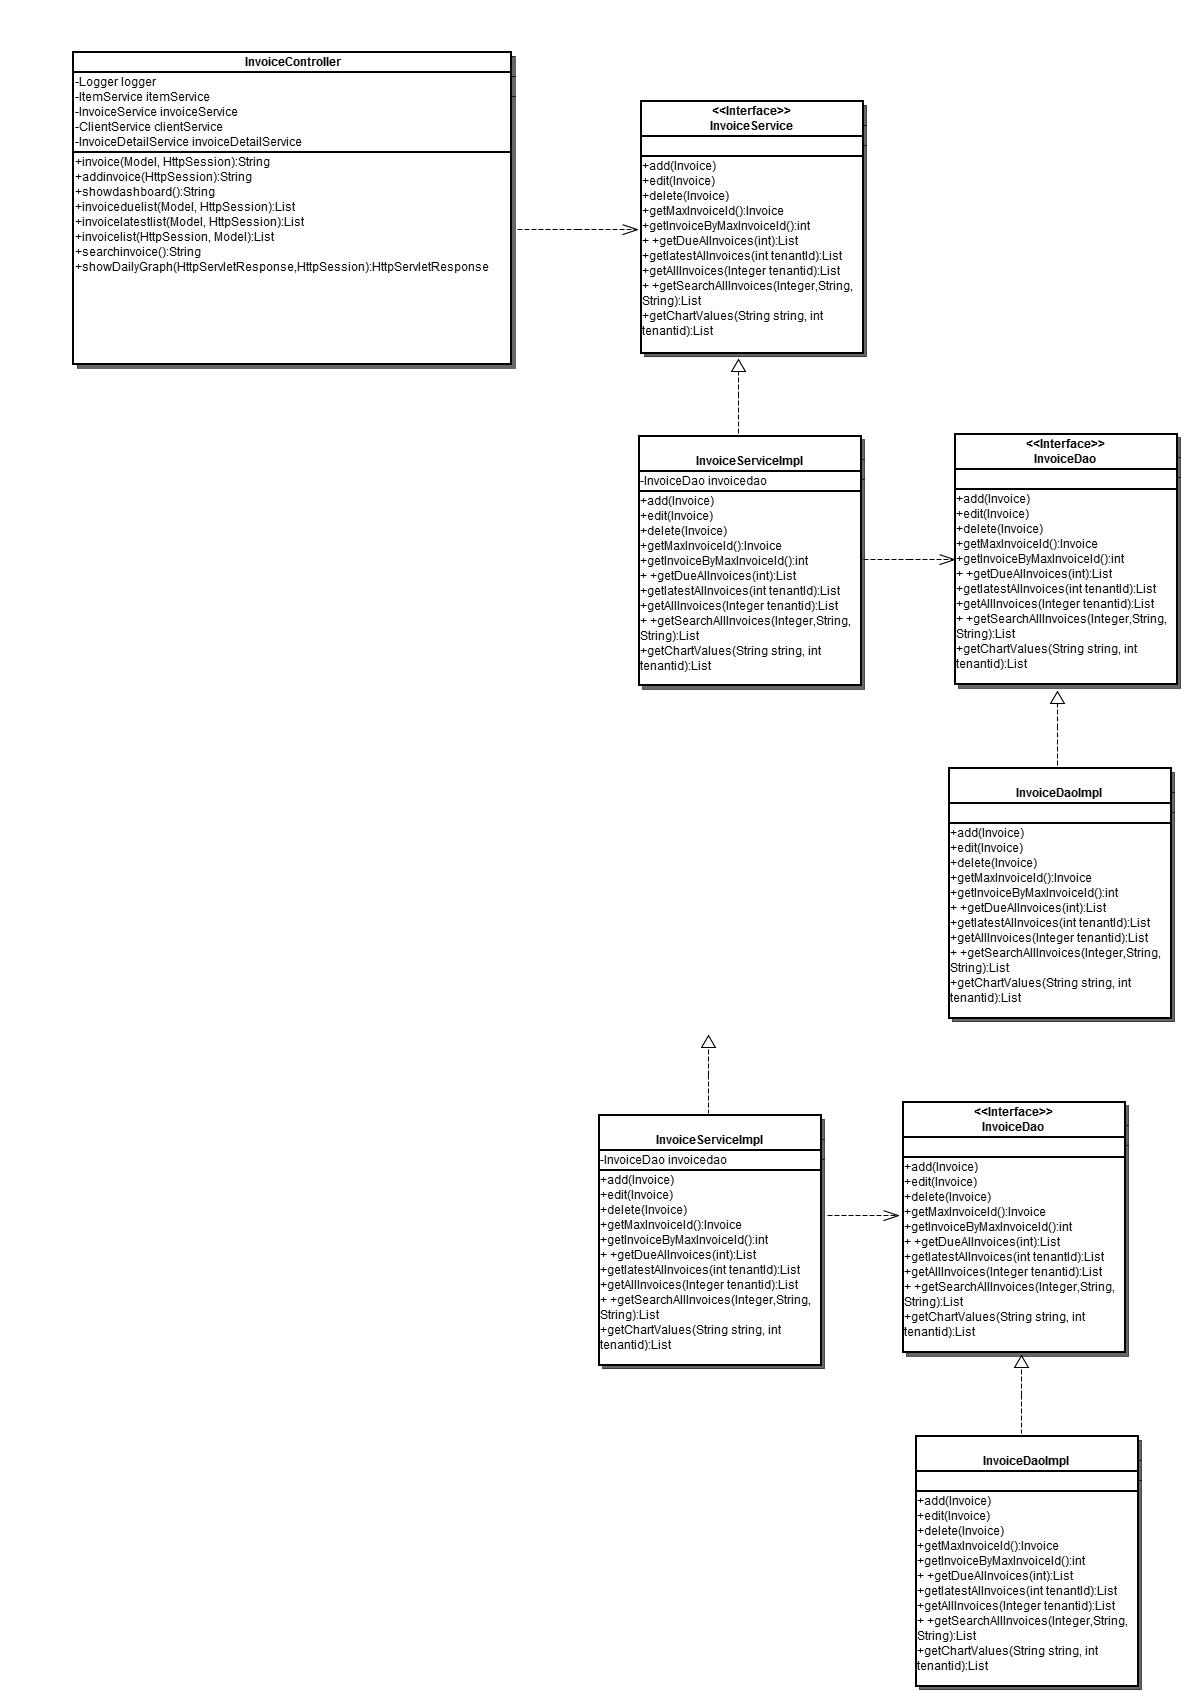 InvoiceController
-Logger logger
-ItemService itemService
-InvoiceService invoiceService
-ClientService clientService
-InvoiceDetailService invoiceDetailService
+invoice(Model, HttpSession):String
+addinvoice(HttpSession):String
+showdashboard():String
+invoiceduelist(Model, HttpSession):List
+invoicelatestlist(Model, HttpSession):List
+invoicelist(HttpSession, Model):List
+searchinvoice():String
+showDailyGraph(HttpServletResponse,HttpSession):HttpServletResponse
<<Interface>>
InvoiceService
+add(Invoice)
+edit(Invoice)
+delete(Invoice)
+getMaxInvoiceId():Invoice
+getInvoiceByMaxInvoiceId():int
+ +getDueAllInvoices(int):List
+getlatestAllInvoices(int tenantId):List
+getAllInvoices(Integer tenantid):List
+ +getSearchAllInvoices(Integer,String,
String):List
+getChartValues(String string, int
tenantid):List
InvoiceServiceImpl
-InvoiceDao invoicedao
+add(Invoice)
+edit(Invoice)
+delete(Invoice)
+getMaxInvoiceId():Invoice
+getInvoiceByMaxInvoiceId():int
+ +getDueAllInvoices(int):List
+getlatestAllInvoices(int tenantId):List
+getAllInvoices(Integer tenantid):List
+ +getSearchAllInvoices(Integer,String,
String):List
+getChartValues(String string, int
tenantid):List
<<Interface>>
InvoiceDao
+add(Invoice)
+edit(Invoice)
+delete(Invoice)
+getMaxInvoiceId():Invoice
+getInvoiceByMaxInvoiceId():int
+ +getDueAllInvoices(int):List
+getlatestAllInvoices(int tenantId):List
+getAllInvoices(Integer tenantid):List
+ +getSearchAllInvoices(Integer,String,
String):List
+getChartValues(String string, int
tenantid):List
InvoiceDaoImpl
+add(Invoice)
+edit(Invoice)
+delete(Invoice)
+getMaxInvoiceId():Invoice
+getInvoiceByMaxInvoiceId():int
+ +getDueAllInvoices(int):List
+getlatestAllInvoices(int tenantId):List
+getAllInvoices(Integer tenantid):List
+ +getSearchAllInvoices(Integer,String,
String):List
+getChartValues(String string, int
tenantid):List
InvoiceServiceImpl
-InvoiceDao invoicedao
+add(Invoice)
+edit(Invoice)
+delete(Invoice)
+getMaxInvoiceId():Invoice
+getInvoiceByMaxInvoiceId():int
+ +getDueAllInvoices(int):List
+getlatestAllInvoices(int tenantId):List
+getAllInvoices(Integer tenantid):List
+ +getSearchAllInvoices(Integer,String,
String):List
+getChartValues(String string, int
tenantid):List
<<Interface>>
InvoiceDao
+add(Invoice)
+edit(Invoice)
+delete(Invoice)
+getMaxInvoiceId():Invoice
+getInvoiceByMaxInvoiceId():int
+ +getDueAllInvoices(int):List
+getlatestAllInvoices(int tenantId):List
+getAllInvoices(Integer tenantid):List
+ +getSearchAllInvoices(Integer,String,
String):List
+getChartValues(String string, int
tenantid):List
InvoiceDaoImpl
+add(Invoice)
+edit(Invoice)
+delete(Invoice)
+getMaxInvoiceId():Invoice
+getInvoiceByMaxInvoiceId():int
+ +getDueAllInvoices(int):List
+getlatestAllInvoices(int tenantId):List
+getAllInvoices(Integer tenantid):List
+ +getSearchAllInvoices(Integer,String,
String):List
+getChartValues(String string, int
tenantid):List